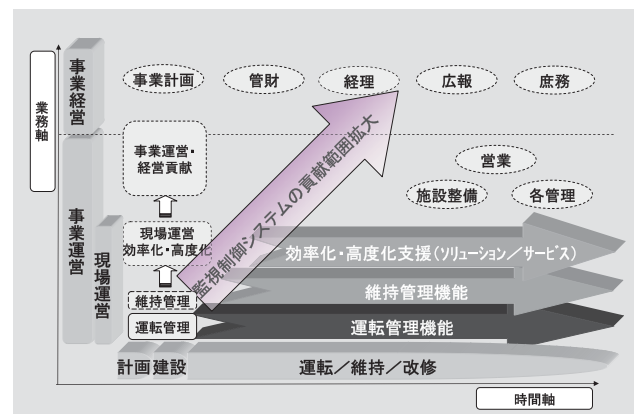 事業計画
管財
経理
広報
庶務
事業経営
業務軸
事業運営・
経営貢献
監視制御システムの貢献範囲拡大
営業
施設整備
各管理
事業運営
現場運営
現場運営
効率化・高度化
効率化・高度化支援(ソリューション／サービス)
維持管理
維持管理機能
運転管理
運転管理機能
計画
建設
運転／維持／改修
時間軸